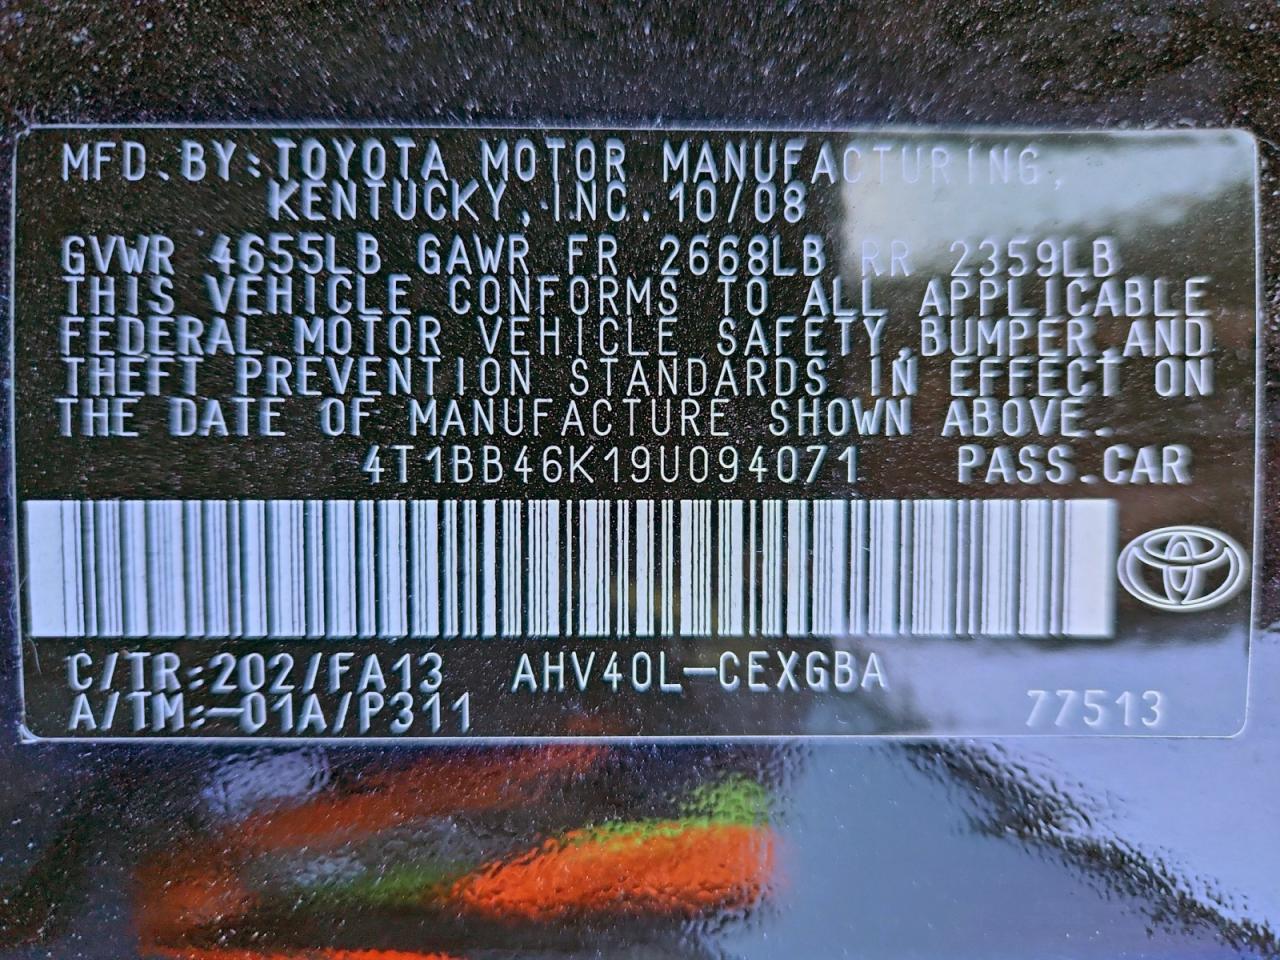 MFD.BY:TOYOTA MOTOR MANUFACTURING,
KENTUCKY, INC. 10/08
GVWR 4655LB GAWR FR 2668LB RR 2359LB
THIS VEHICLE CONFORMS TO ALL APPLICABLE
FEDERAL MOTOR VEHICLE SAFETY,BUMPER,AND
THEFT PREVENTION STANDARDS IN EFFECT ON
THE DATE OF MANUFACTURE SHOWN ABOVE.
4T1BB46K19U094071 PASS.CAR
C/TR:202/FA13 AHV40L-CEXGBA
A/TM:-01A/P311 77513